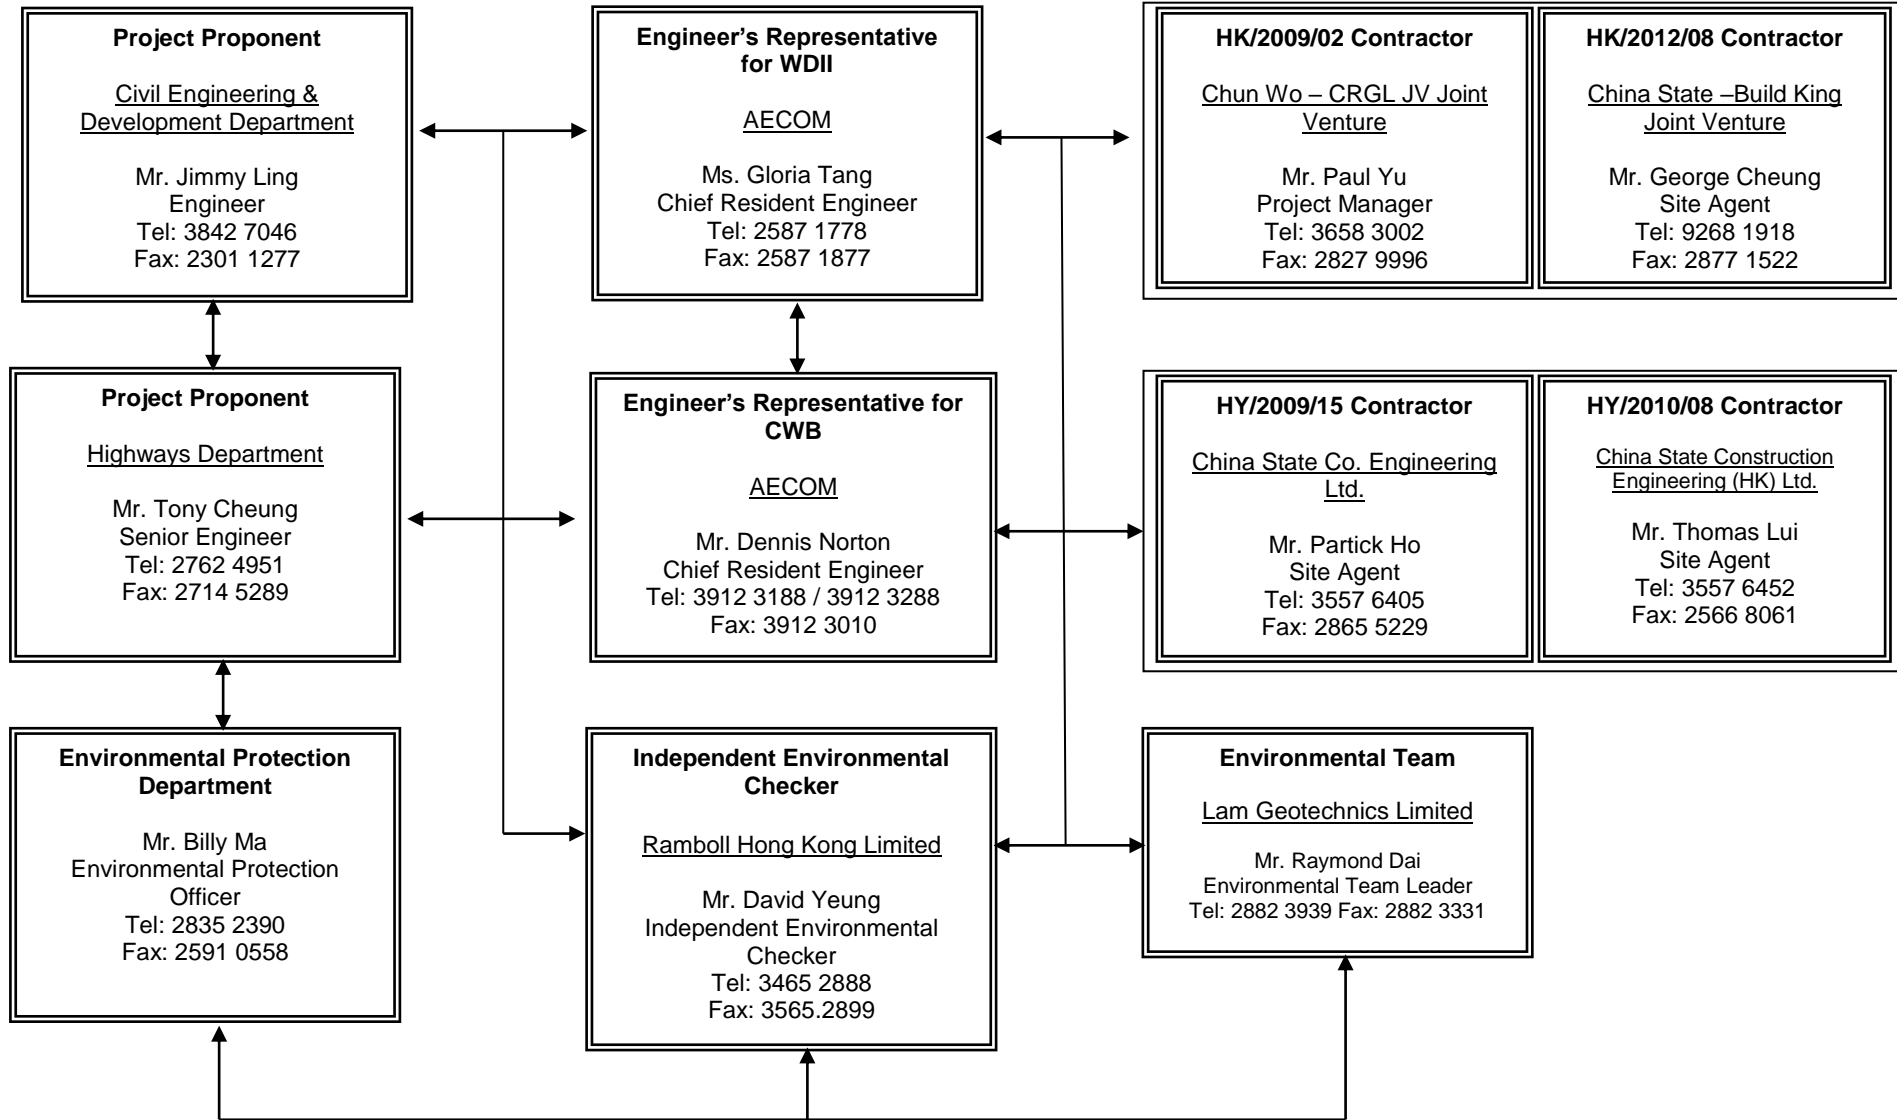 Project Proponent
Civil Engineering &
Development Department
Mr. Jimmy Ling
Engineer
Tel: 3842 7046
Fax: 2301 1277
Engineer’s Representative
for WDII
AECOM
Ms. Gloria Tang
Chief Resident Engineer
Tel: 2587 1778
Fax: 2587 1877
HK/2009/02 Contractor
Chun Wo – CRGL JV Joint
Venture
Mr. Paul Yu
Project Manager
Tel: 3658 3002
Fax: 2827 9996
HK/2012/08 Contractor
China State –Build King
Joint Venture
Mr. George Cheung
Site Agent
Tel: 9268 1918
Fax: 2877 1522
Project Proponent
Highways Department
Mr. Tony Cheung
Senior Engineer
Tel: 2762 4951
Fax: 2714 5289
Engineer’s Representative for
CWB
AECOM
Mr. Dennis Norton
Chief Resident Engineer
Tel: 3912 3188 / 3912 3288
Fax: 3912 3010
HY/2009/15 Contractor
China State Co. Engineering
Ltd.
Mr. Partick Ho
Site Agent
Tel: 3557 6405
Fax: 2865 5229
HY/2010/08 Contractor
China State Construction
Engineering (HK) Ltd.
Mr. Thomas Lui
Site Agent
Tel: 3557 6452
Fax: 2566 8061
Environmental Protection
Department
Mr. Billy Ma
Environmental Protection
Officer
Tel: 2835 2390
Fax: 2591 0558
Independent Environmental
Checker
Ramboll Hong Kong Limited
Mr. David Yeung
Independent Environmental
Checker
Tel: 3465 2888
Fax: 3565.2899
Environmental Team
Lam Geotechnics Limited
Mr. Raymond Dai
Environmental Team Leader
Tel: 2882 3939 Fax: 2882 3331